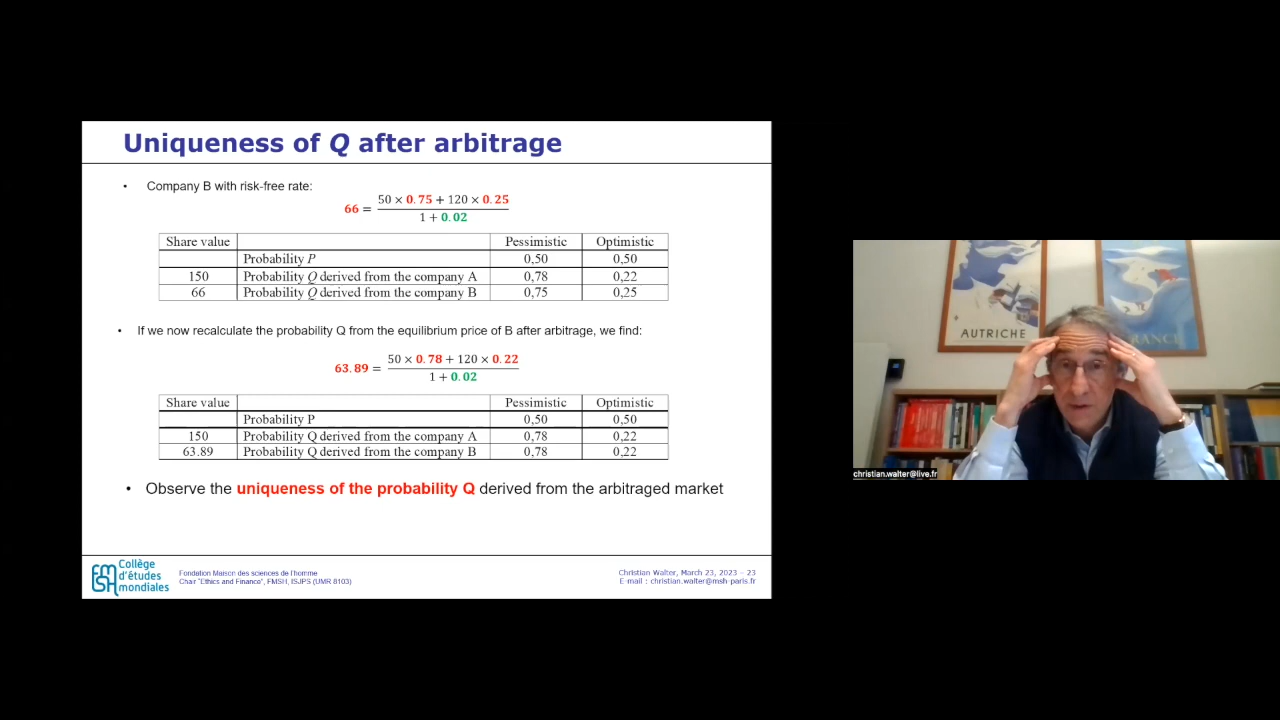 Uniqueness of Q after arbitrage
• Company B with risk-free rate:
66 = (50 × 0.75 + 120 × 0.25) / (1 + 0.02)
Share value Pessimistic Optimistic
Probability P 0,50 0,50
150 Probability Q derived from the company A 0,78 0,22
66 Probability Q derived from the company B 0,75 0,25
• If we now recalculate the probability Q from the equilibrium price of B after arbitrage, we find:
63.89 = (50 × 0.78 + 120 × 0.22) / (1 + 0.02)
Share value Pessimistic Optimistic
Probability P 0,50 0,50
150 Probability Q derived from the company A 0,78 0,22
63.89 Probability Q derived from the company B 0,78 0,22
• Observe the uniqueness of the probability Q derived from the arbitraged market
FMSH
Collège
d'études
mondiales
Fondation Maison des sciences de l'homme
Chair "Ethics and Finance", FMSH, ISJPS (UMR 8103)
Christian Walter, March 23, 2023 – 23
E-mail : christian.walter@msh-paris.fr
AUTRICHE
christian.walter@live.fr